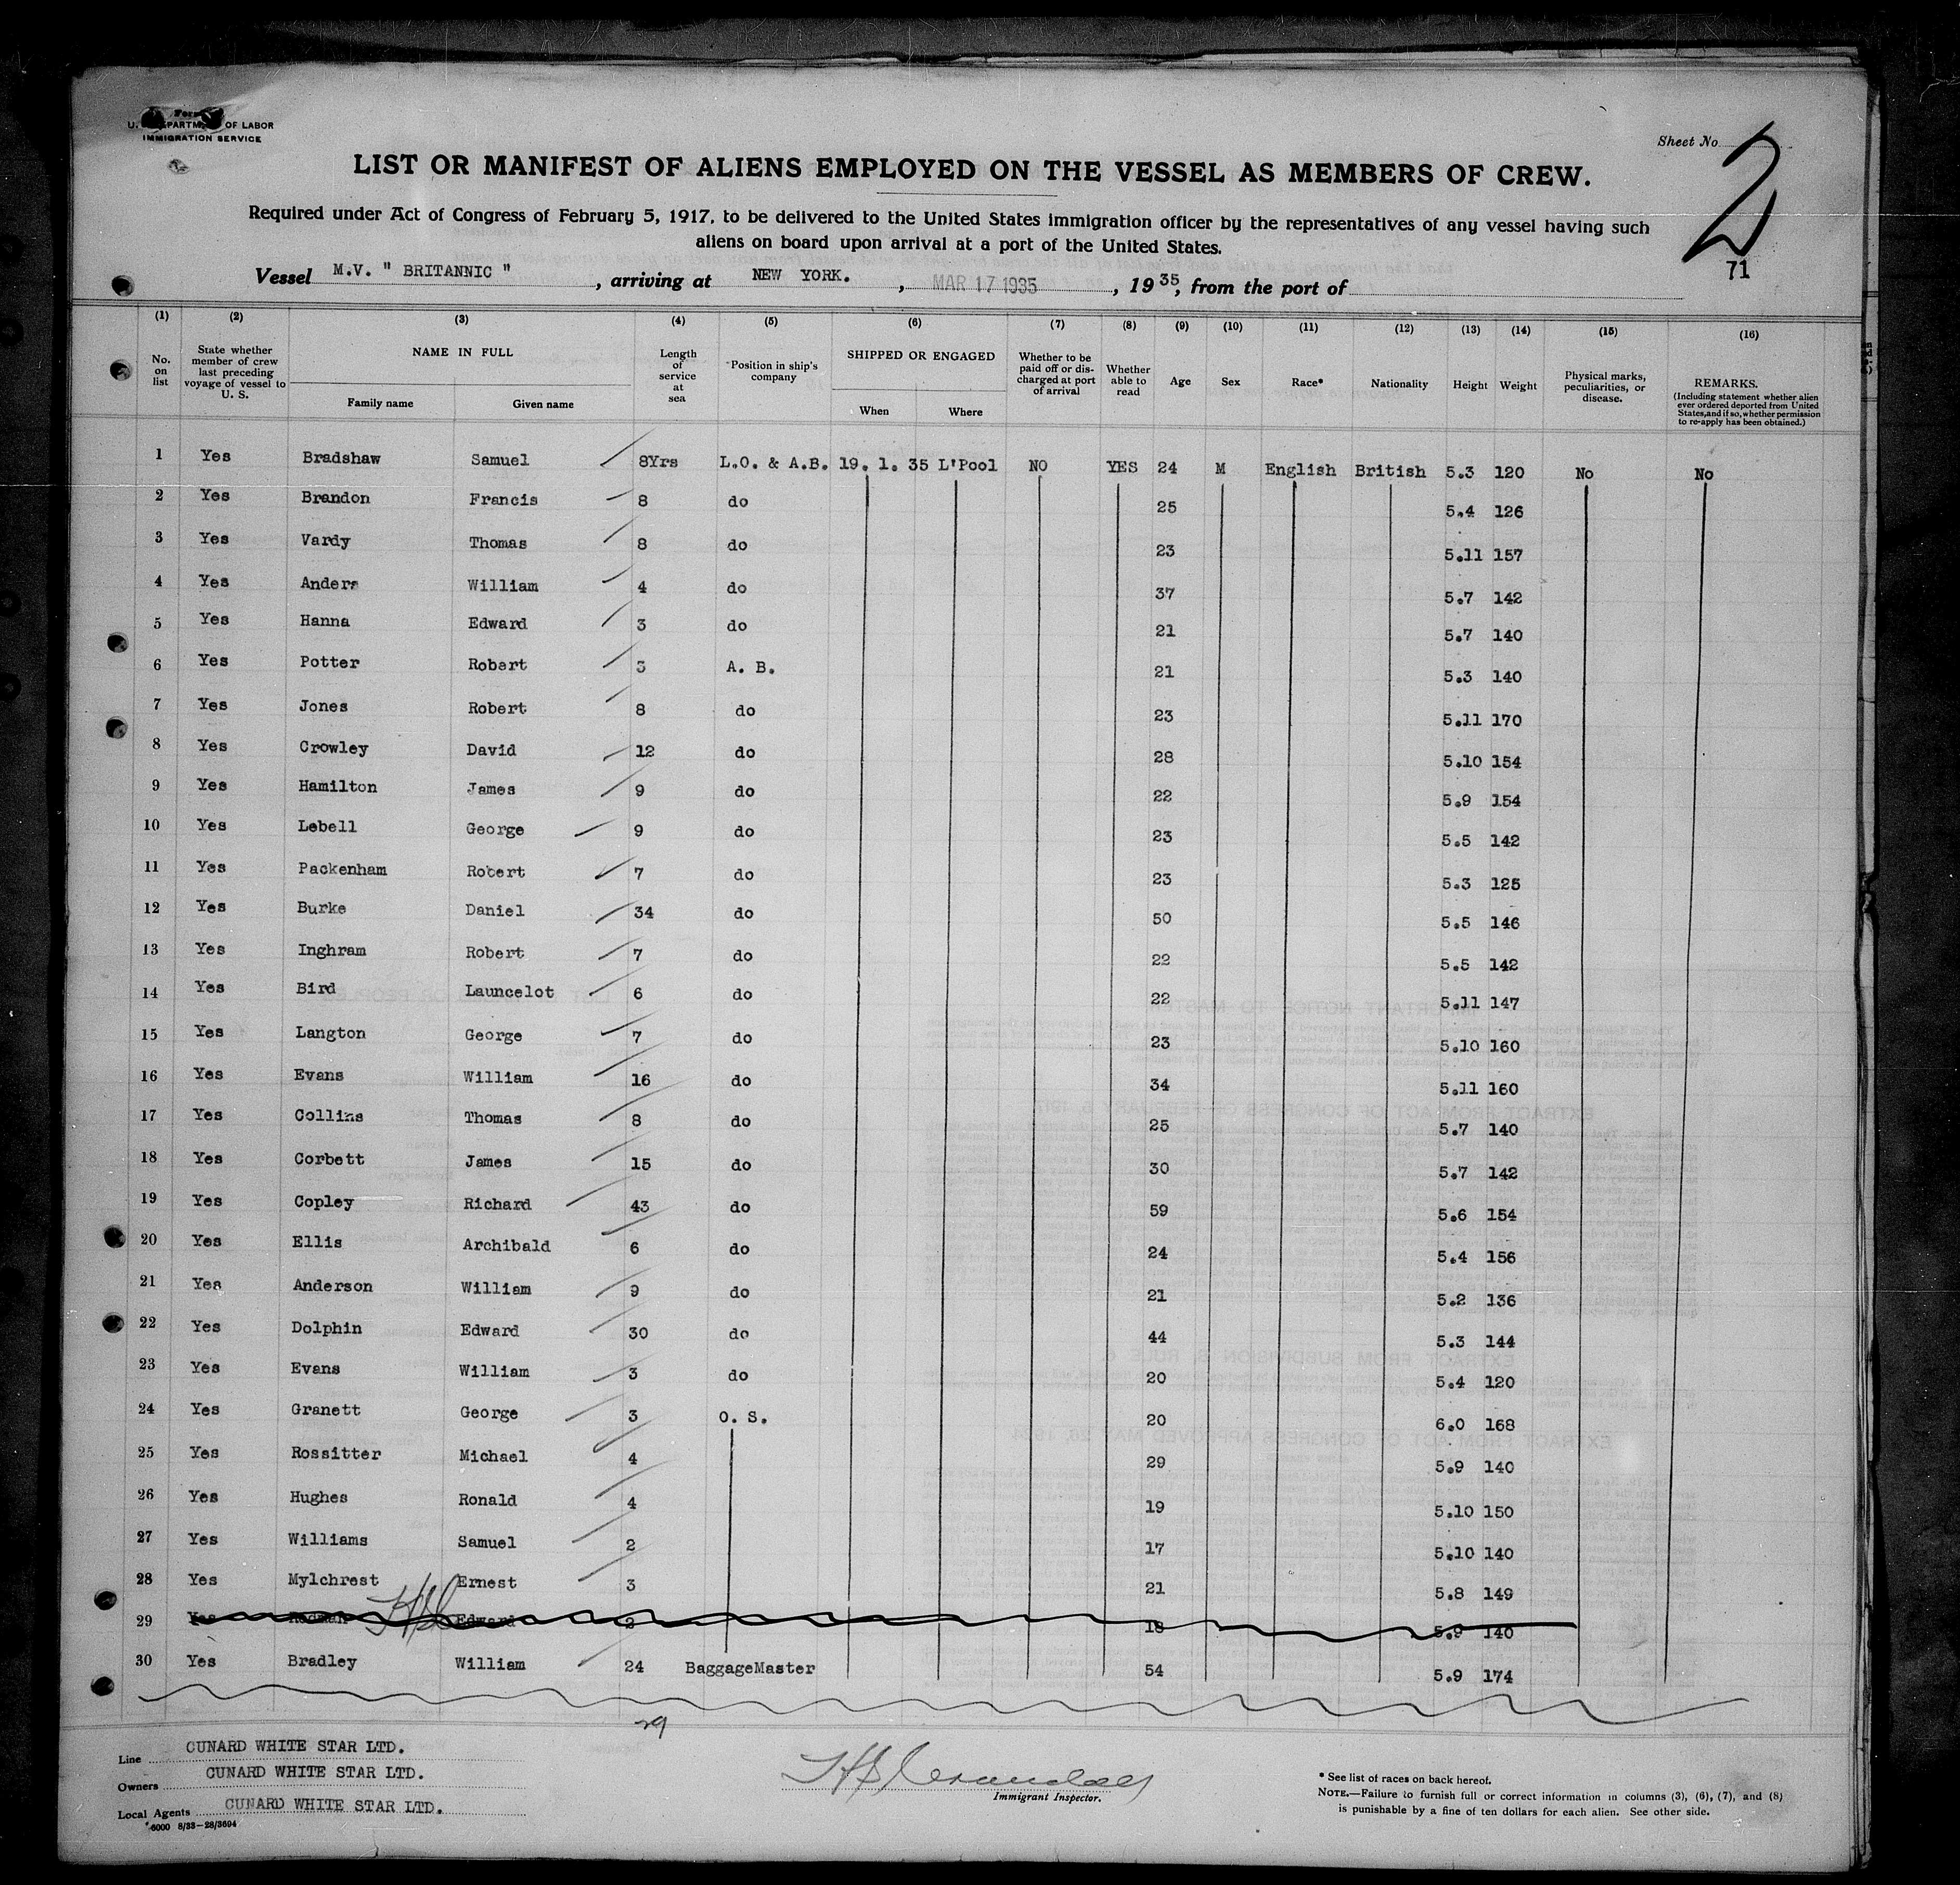 Form
U. DEPARTMENT OF LABOR
IMMIGRATION SERVICE
Sheet No. 2
71
LIST OR MANIFEST OF ALIENS EMPLOYED ON THE VESSEL AS MEMBERS OF CREW.
Required under Act of Congress of February 5, 1917, to be delivered to the United States immigration officer by the representatives of any vessel having such
aliens on board upon arrival at a port of the United States.
Vessel M.V. " BRITANNIC " , arriving at NEW YORK. , MAR 17 1935 , 19 35, from the port of
(1) (2) (3) (4) (5) (6) (7) (8) (9) (10) (11) (12) (13) (14) (15) (16)
No. on list
State whether member of crew last preceding voyage of vessel to U. S.
NAME IN FULL
Family name
Given name
Length of service at sea
Position in ship's company
SHIPPED OR ENGAGED
When
Where
Whether to be paid off or discharged at port of arrival
Whether able to read
Age
Sex
Race*
Nationality
Height
Weight
Physical marks, peculiarities, or disease.
REMARKS.
(Including statement whether alien ever ordered deported from United States, and if so, whether permission to re-apply has been obtained.)
1 Yes Bradshaw Samuel 8Yrs L.O. & A.B. 19. 1. 35 L'Pool NO YES 24 M English British 5.3 120 No No
2 Yes Brandon Francis 8 do 25 5.4 126
3 Yes Vardy Thomas 8 do 23 5.11 157
4 Yes Anders William 4 do 37 5.7 142
5 Yes Hanna Edward 3 do 21 5.7 140
6 Yes Potter Robert 3 A. B. 21 5.3 140
7 Yes Jones Robert 8 do 23 5.11 170
8 Yes Crowley David 12 do 28 5.10 154
9 Yes Hamilton James 9 do 22 5.9 154
10 Yes Lebell George 9 do 23 5.5 142
11 Yes Packenham Robert 7 do 23 5.3 125
12 Yes Burke Daniel 34 do 50 5.5 146
13 Yes Inghram Robert 7 do 22 5.5 142
14 Yes Bird Launcelot 6 do 22 5.11 147
15 Yes Langton George 7 do 23 5.10 160
16 Yes Evans William 16 do 34 5.11 160
17 Yes Collins Thomas 8 do 25 5.7 140
18 Yes Corbett James 15 do 30 5.7 142
19 Yes Copley Richard 43 do 59 5.6 154
20 Yes Ellis Archibald 6 do 24 5.4 156
21 Yes Anderson William 9 do 21 5.2 136
22 Yes Dolphin Edward 30 do 44 5.3 144
23 Yes Evans William 3 do 20 5.4 120
24 Yes Granett George 3 O. S. 20 6.0 168
25 Yes Rossitter Michael 4 29 5.9 140
26 Yes Hughes Ronald 4 19 5.10 150
27 Yes Williams Samuel 2 17 5.10 140
28 Yes Mylchrest Ernest 3 21 5.8 149
29 Yes Edward 2 18 5.9 140
30 Yes Bradley William 24 BaggageMaster 54 5.9 174
29
Line CUNARD WHITE STAR LTD.
Owners CUNARD WHITE STAR LTD.
Local Agents CUNARD WHITE STAR LTD.
6000 8/33-28/3694
Immigrant Inspector.
* See list of races on back hereof.
NOTE.—Failure to furnish full or correct information in columns (3), (6), (7), and (8)
is punishable by a fine of ten dollars for each alien. See other side.